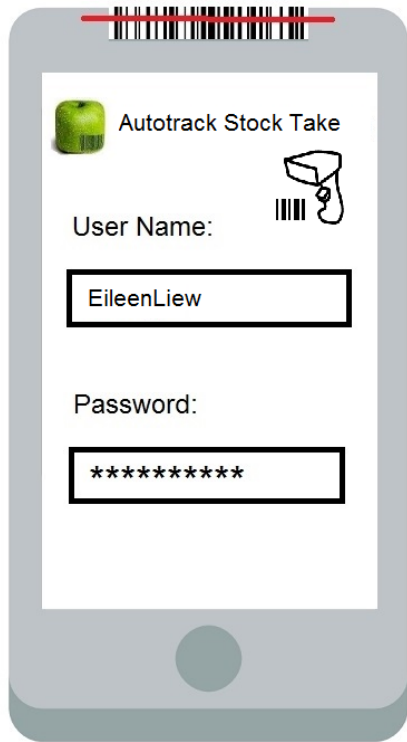 Autotrack Stock Take
User Name:
EileenLiew
Password:
**********